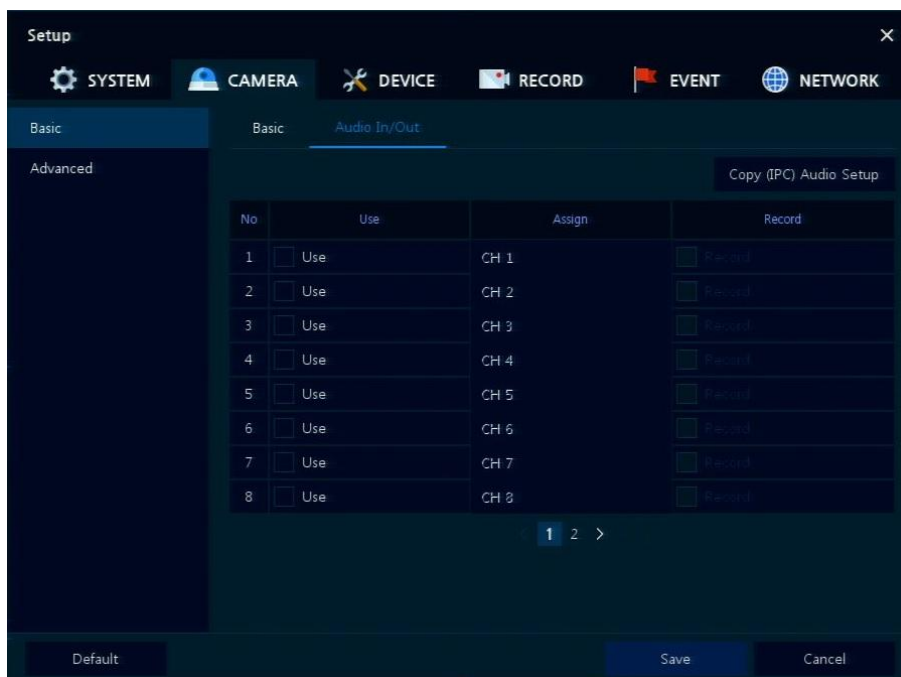 Setup
SYSTEM CAMERA DEVICE RECORD EVENT NETWORK
Basic Basic Audio In/Out
Advanced Copy (IPC) Audio Setup
No Use Assign Record
1 Use CH 1 Record
2 Use CH 2 Record
3 Use CH 3 Record
4 Use CH 4 Record
5 Use CH 5 Record
6 Use CH 6 Record
7 Use CH 7 Record
8 Use CH 8 Record
1 2 >
Default Save Cancel